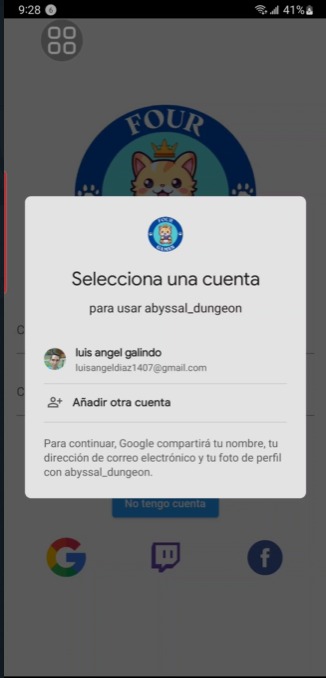 9:28
41%
FOUR
FOUR
GAMES
Selecciona una cuenta
para usar abyssal_dungeon
luis angel galindo
luisangeldiaz1407@gmail.com
C
Añadir otra cuenta
C
Para continuar, Google compartirá tu nombre, tu
dirección de correo electrónico y tu foto de perfil
con abyssal_dungeon.
No tengo cuenta